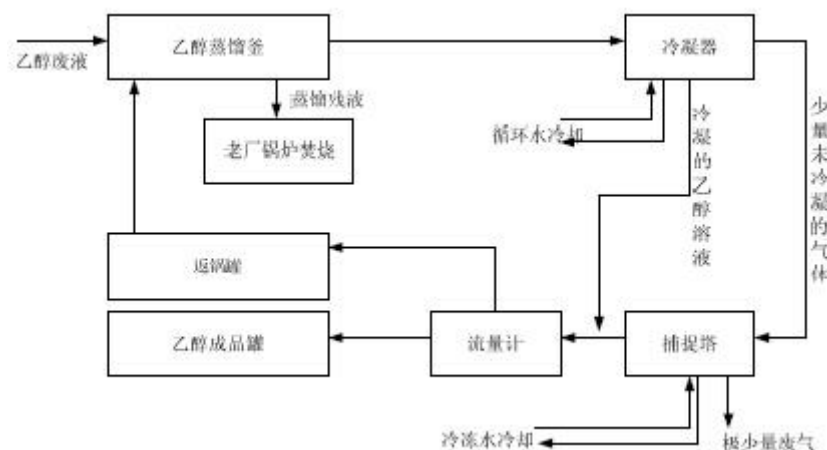 乙醇废液
乙醇蒸馏釜
冷凝器
蒸馏残液
老厂锅炉焚烧
循环水冷却
冷凝的乙醇溶液
少量未冷凝的气体
返锅罐
乙醇成品罐
流量计
捕捉塔
冷冻水冷却
极少量废气